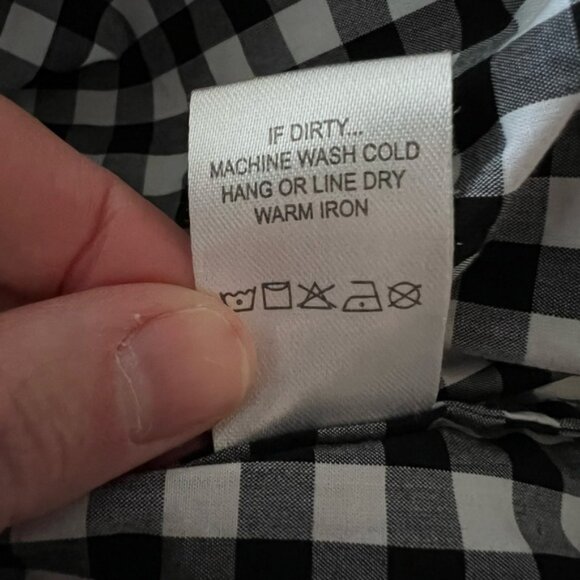 IF DIRTY...
MACHINE WASH COLD
HANG OR LINE DRY
WARM IRON